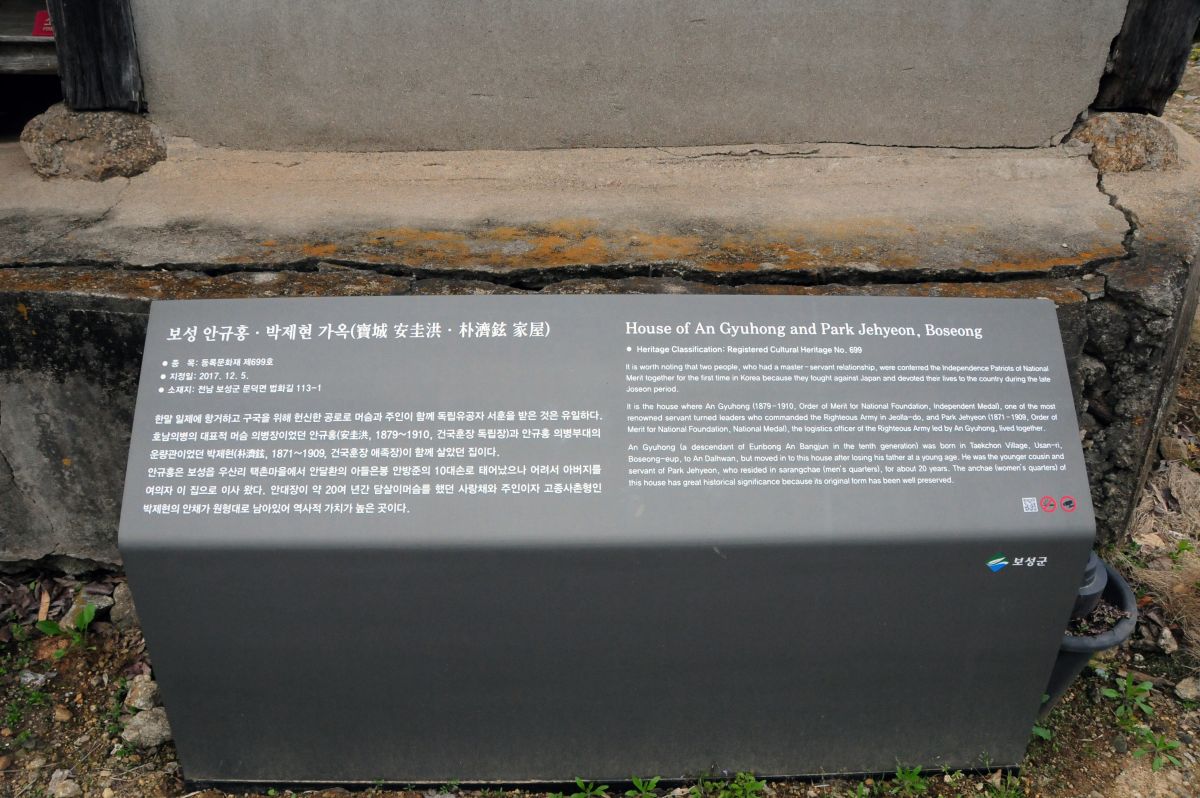 보성 안규홍·박제현 가옥(寶城 安圭洪·朴濟鉉 家屋)
● 종 목: 등록문화재 제699호
● 지정일: 2017. 12. 5.
● 소재지: 전남 보성군 문덕면 법화길 113-1
한말 일제에 항거하고 구국을 위해 헌신한 공로로 머슴과 주인이 함께 독립유공자 서훈을 받은 것은 유일하다.
호남의병의 대표적 머슴 의병장이었던 안규홍(安圭洪, 1879~1910, 건국훈장 독립장)과 안규홍 의병부대의
운량관이었던 박제현(朴濟鉉, 1871~1909, 건국훈장 애족장)이 함께 살았던 집이다.
안규홍은 보성읍 우산리 택촌마을에서 안달환의 아들은봉 안방준의 10대손로 태어났으나 어려서 아버지를
여의자 이 집으로 이사 왔다. 안대장이 약 20여 년간 담살이머슴를 했던 사랑채와 주인이자 고종사촌형인
박제현의 안채가 원형대로 남아있어 역사적 가치가 높은 곳이다.
House of An Gyuhong and Park Jehyeon, Boseong
● Heritage Classification: Registered Cultural Heritage No. 699
It is worth noting that two people, who had a master-servant relationship, were conferred the Independence Patriots of National
Merit together for the first time in Korea because they fought against Japan and devoted their lives to the country during the late
Joseon period.
It is the house where An Gyuhong (1879-1910, Order of Merit for National Foundation, Independent Medal), one of the most
renowned servant turned leaders who commanded the Righteous Army in Jeolla-do, and Park Jehyeon (1871-1909, Order of
Merit for National Foundation, National Medal), the logistics officer of the Righteous Army led by An Gyuhong, lived together.
An Gyuhong (a descendant of Eunbong An Bangjun in the tenth generation) was born in Taekchon Village, Usan-ri,
Boseong-eup, to An Dalhwan, but moved in to this house after losing his father at a young age. He was the younger cousin and
servant of Park Jehyeon, who resided in sarangchae (men's quarters), for about 20 years. The anchae (women's quarters) of
this house has great historical significance because its original form has been well preserved.
보성군